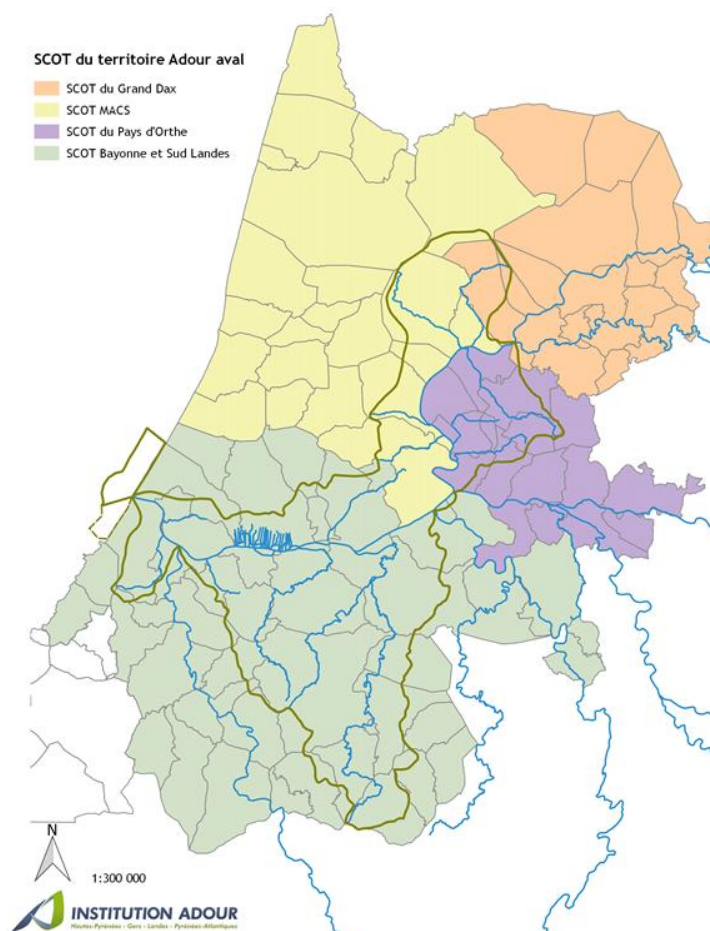 SCOT du territoire Adour aval
SCOT du Grand Dax
SCOT MACS
SCOT du Pays d'Orthe
SCOT Bayonne et Sud Landes
N
1:300 000
INSTITUTION ADOUR
Hautes-Pyrénées - Gers - Landes - Pyrénées-Atlantiques